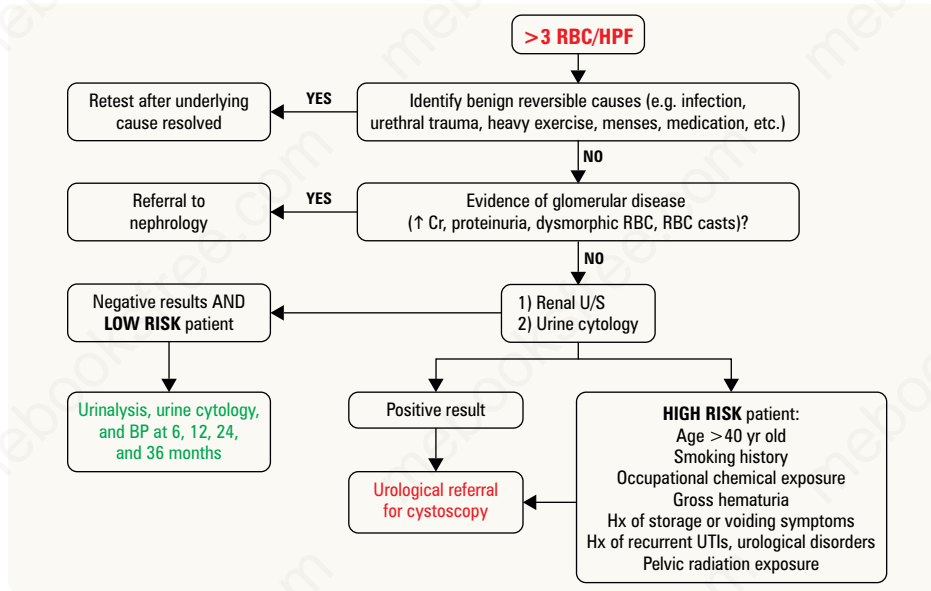 >3 RBC/HPF
Identify benign reversible causes (e.g. infection,
urethral trauma, heavy exercise, menses, medication, etc.)
YES
Retest after underlying
cause resolved
NO
Evidence of glomerular disease
(↑ Cr, proteinuria, dysmorphic RBC, RBC casts)?
YES
Referral to
nephrology
NO
1) Renal U/S
2) Urine cytology
Negative results AND
LOW RISK patient
Urinalysis, urine cytology,
and BP at 6, 12, 24,
and 36 months
Positive result
Urological referral
for cystoscopy
HIGH RISK patient:
Age >40 yr old
Smoking history
Occupational chemical exposure
Gross hematuria
Hx of storage or voiding symptoms
Hx of recurrent UTIs, urological disorders
Pelvic radiation exposure